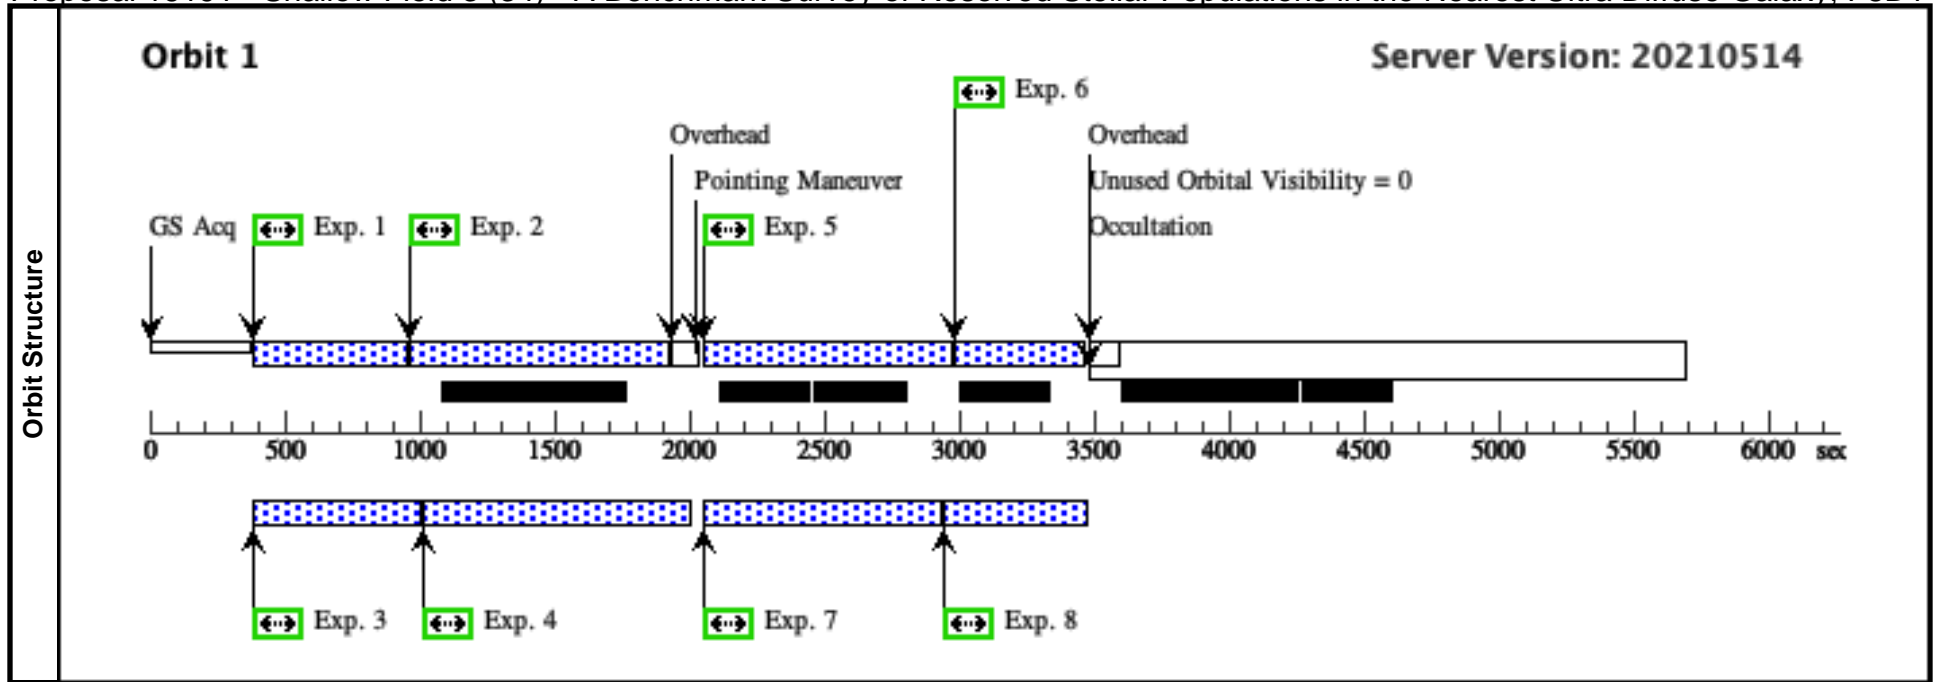 Orbit 1
Server Version: 20210514
Exp. 6
Overhead
Overhead
Pointing Maneuver
Unused Orbital Visibility = 0
GS Acq
Exp. 1
Exp. 2
Exp. 5
Occultation
Orbit Structure
0 500 1000 1500 2000 2500 3000 3500 4000 4500 5000 5500 6000 sec
Exp. 3
Exp. 4
Exp. 7
Exp. 8